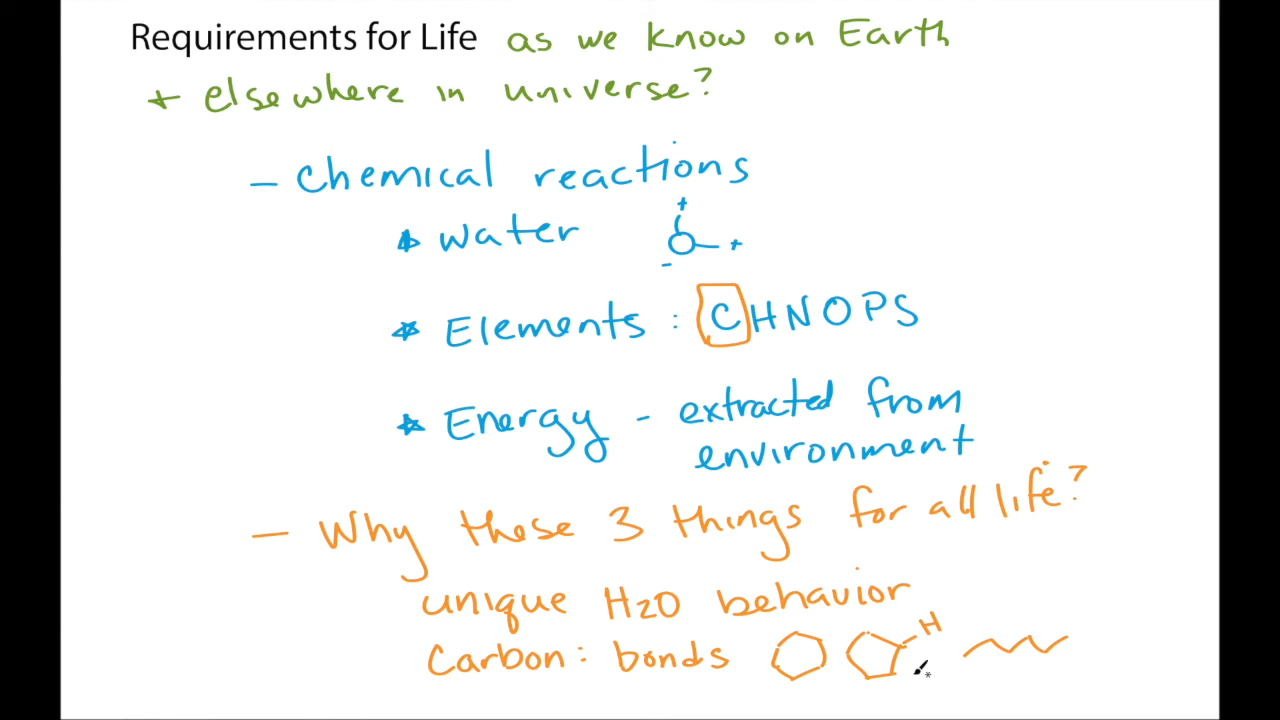 Requirements for Life as we know on Earth
+ elsewhere in universe?
- Chemical reactions
* Water + + -
* Elements : CHNOPS
* Energy - extracted from
environment
- Why these 3 things for all life?
unique H2O behavior
Carbon: bonds H